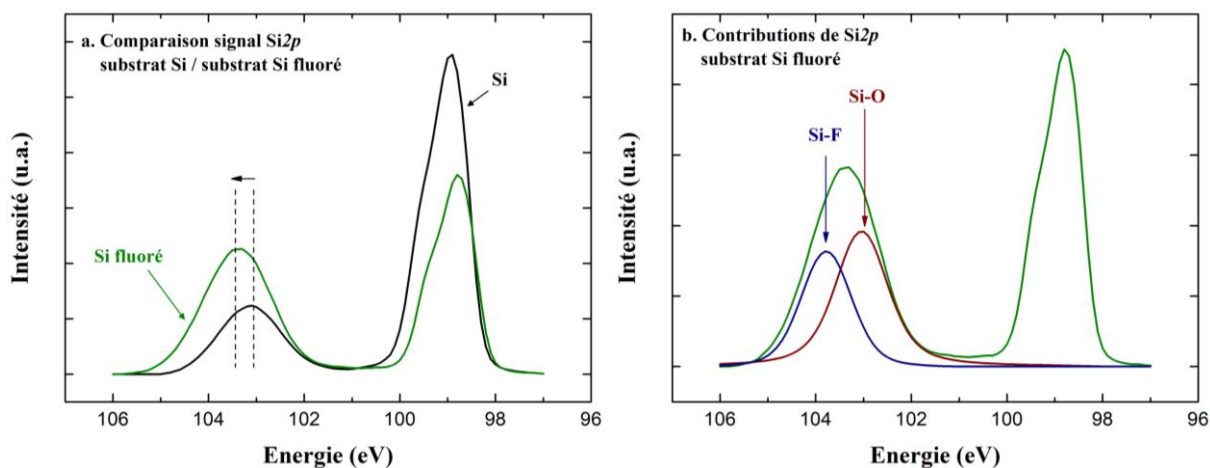 a. Comparaison signal Si2p
substrat Si / substrat Si fluoré
Si
Si fluoré
Intensité (u.a.)
106 104 102 100 98 96
Energie (eV)
b. Contributions de Si2p
substrat Si fluoré
Si-O
Si-F
Intensité (u.a.)
106 104 102 100 98 96
Energie (eV)